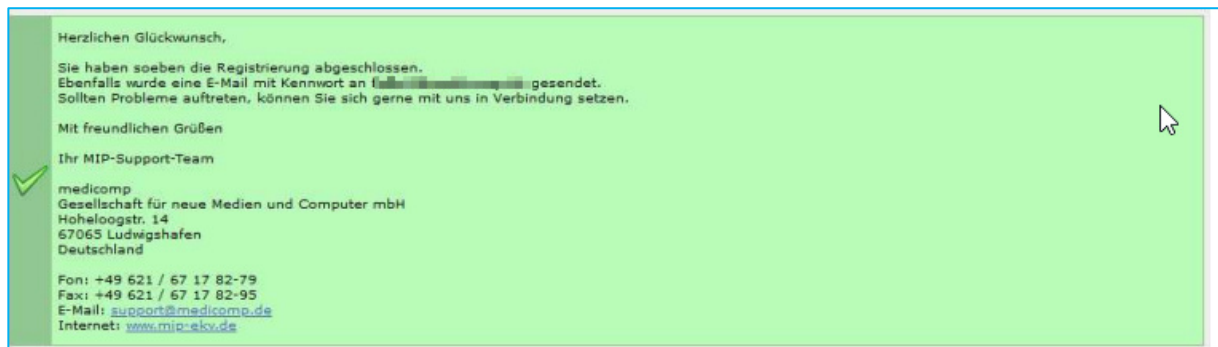 Herzlichen Glückwunsch,
Sie haben soeben die Registrierung abgeschlossen.
Ebenfalls wurde eine E-Mail mit Kennwort an gesendet.
Sollten Probleme auftreten, können Sie sich gerne mit uns in Verbindung setzen.
Mit freundlichen Grüßen
Ihr MIP-Support-Team
medicomp
Gesellschaft für neue Medien und Computer mbH
Hoheloogstr. 14
67065 Ludwigshafen
Deutschland
Fon: +49 621 / 67 17 82-79
Fax: +49 621 / 67 17 82-95
E-Mail: support@medicomp.de
Internet: www.mip-ekv.de